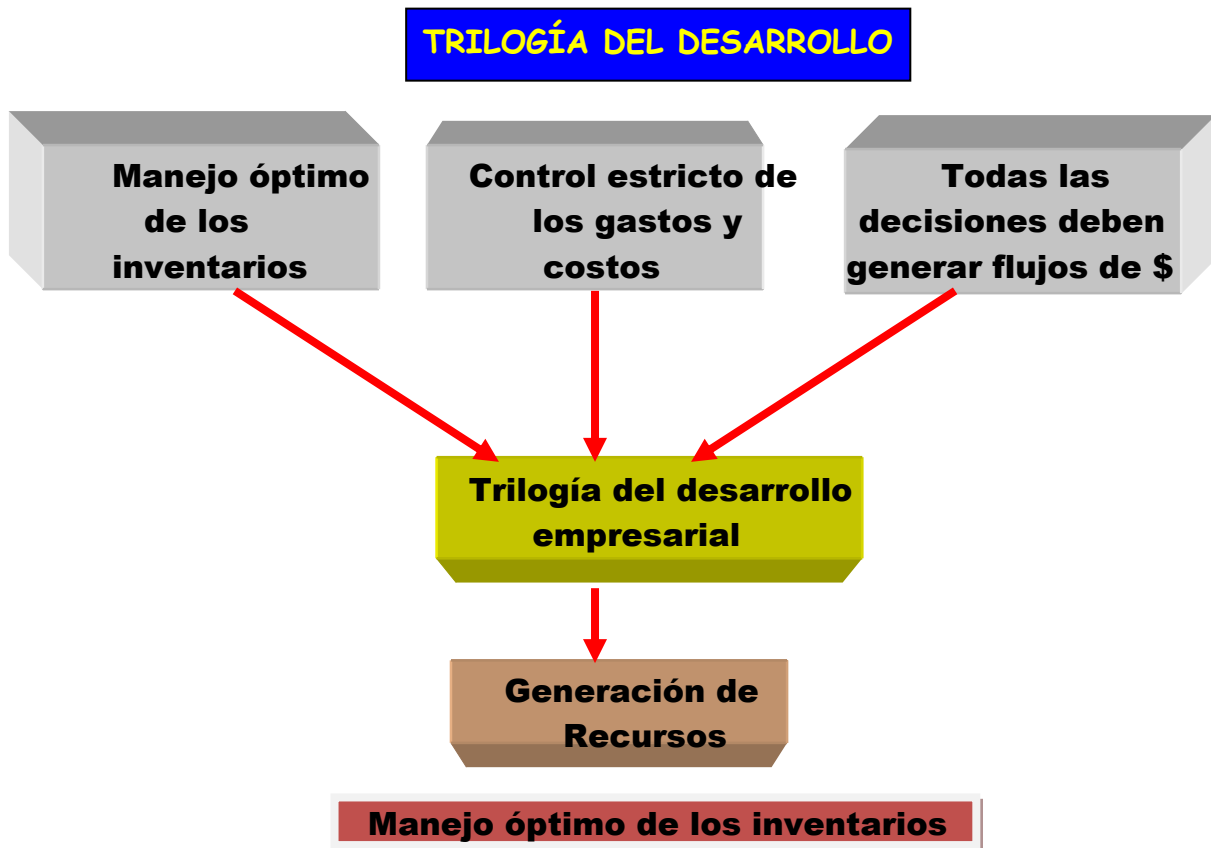 TRILOGÍA DEL DESARROLLO
Manejo óptimo
de los
inventarios
Control estricto de
los gastos y
costos
Todas las
decisiones deben
generar flujos de $
Trilogía del desarrollo
empresarial
Generación de
Recursos
Manejo óptimo de los inventarios